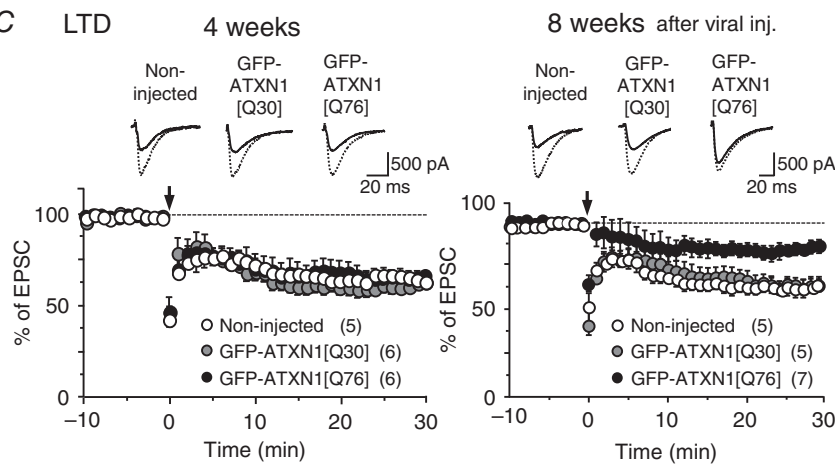 C LTD 4 weeks 8 weeks after viral inj.
Non-injected GFP-ATXN1 [Q30] GFP-ATXN1 [Q76] Non-injected GFP-ATXN1 [Q30] GFP-ATXN1 [Q76]
500 pA
20 ms
500 pA
20 ms
% of EPSC
100
50
0
Non-injected (5)
GFP-ATXN1[Q30] (6)
GFP-ATXN1[Q76] (6)
–10 0 10 20 30
Time (min)
% of EPSC
100
50
0
Non-injected (5)
GFP-ATXN1[Q30] (5)
GFP-ATXN1[Q76] (7)
–10 0 10 20 30
Time (min)